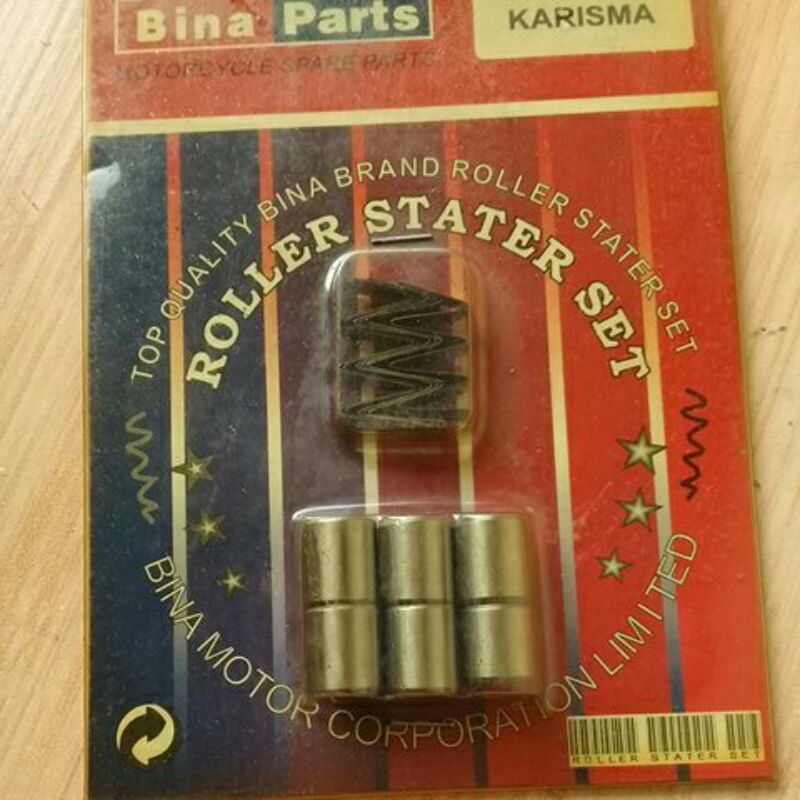 Bina Parts
KARISMA
MOTORCYCLE SPARE PARTS
TOP QUALITY BINA BRAND ROLLER STATER SET
ROLLER STATER SET
BINA MOTOR CORPORATION LIMITED
ROLLER STATER SET